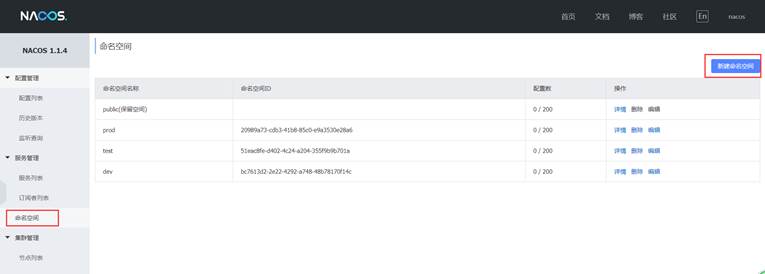 NACOS.
首页 文档 博客 社区 En nacos
NACOS 1.1.4
配置管理
配置列表
历史版本
监听查询
服务管理
服务列表
订阅者列表
命名空间
集群管理
节点列表
命名空间
新建命名空间
命名空间名称 命名空间ID 配置数 操作
public(保留空间) 0 / 200 详情 删除 编辑
prod 20989a73-cdb3-41b8-85c0-e9a3530e28a6 0 / 200 详情 删除 编辑
test 51eac8fe-d402-4c24-a204-355f9b9b701a 0 / 200 详情 删除 编辑
dev bc7613d2-2e22-4292-a748-48b78170f14c 0 / 200 详情 删除 编辑